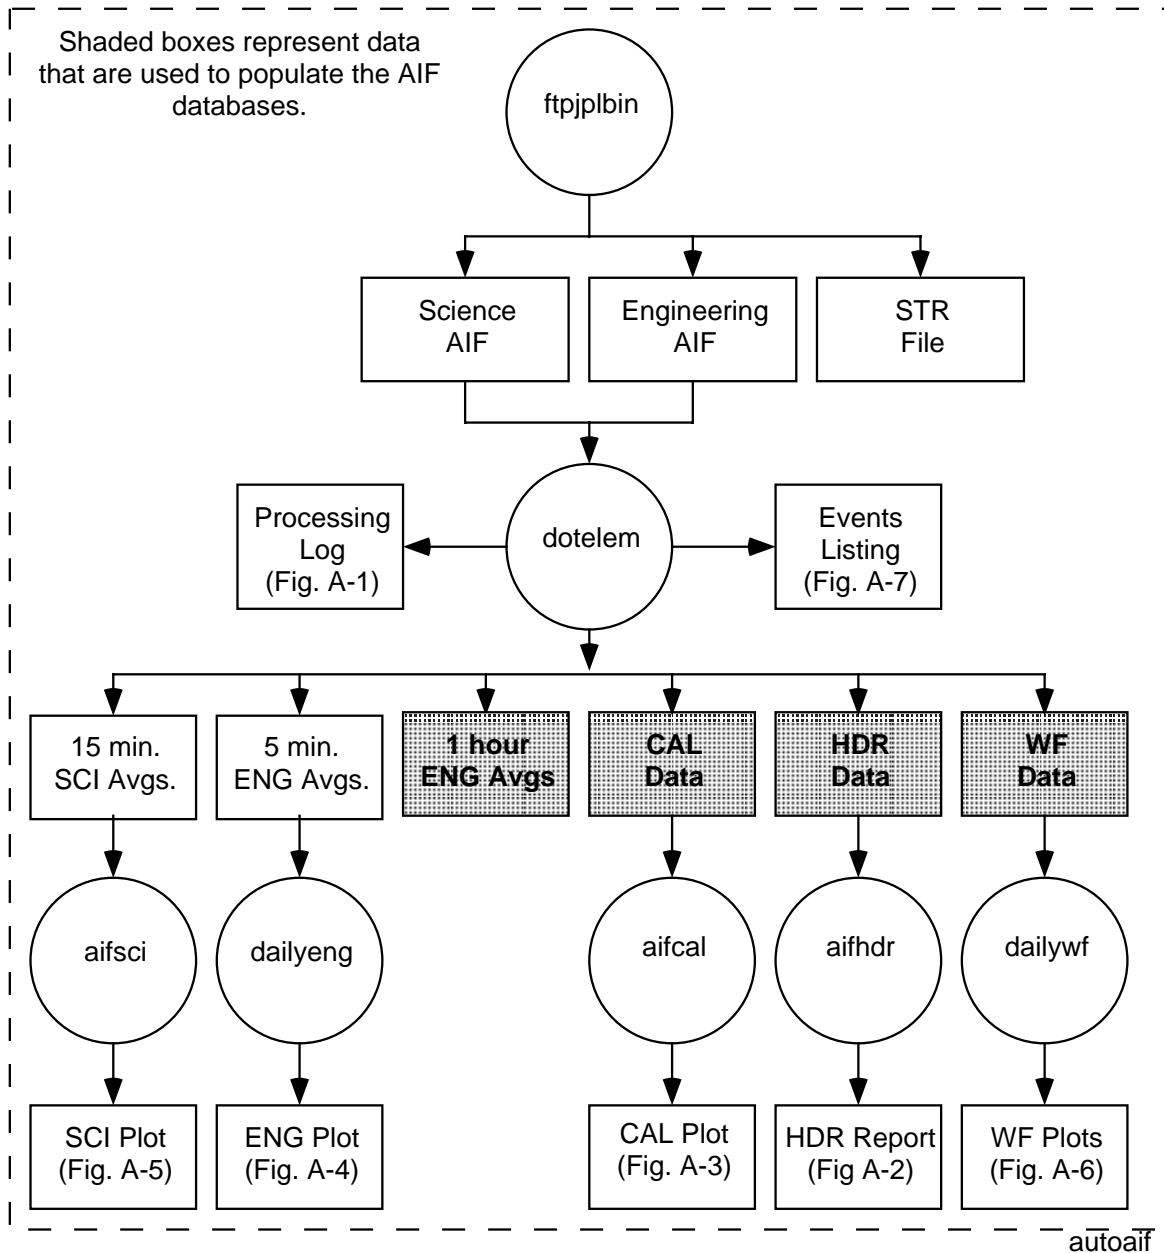 Shaded boxes represent data
that are used to populate the AIF
databases.
ftpjplbin
Science
AIF
Engineering
AIF
STR
File
Processing
Log
(Fig. A-1)
dotelem
Events
Listing
(Fig. A-7)
15 min.
SCI Avgs.
5 min.
ENG Avgs.
1 hour
ENG Avgs
CAL
Data
HDR
Data
WF
Data
aifsci
dailyeng
aifcal
aifhdr
dailywf
SCI Plot
(Fig. A-5)
ENG Plot
(Fig. A-4)
CAL Plot
(Fig. A-3)
HDR Report
(Fig A-2)
WF Plots
(Fig. A-6)
autoaif